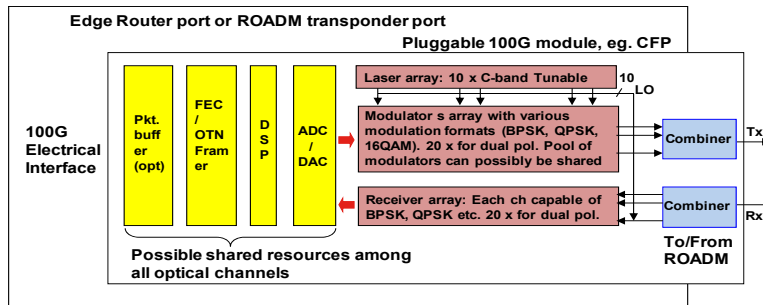 Edge Router port or ROADM transponder port
Pluggable 100G module, eg. CFP
100G
Electrical
Interface
Pkt.
buff
er
(opt)
FEC
/
OTN
Fram
er
D
S
P
ADC
/
DAC
Laser array: 10 x C-band Tunable
10
LO
Modulator s array with various
modulation formats (BPSK, QPSK,
16QAM). 20 x for dual pol. Pool of
modulators can possibly be shared
Combiner
Tx
Receiver array: Each ch capable of
BPSK, QPSK etc. 20 x for dual pol.
Combiner
Rx
To/From
ROADM
Possible shared resources among
all optical channels